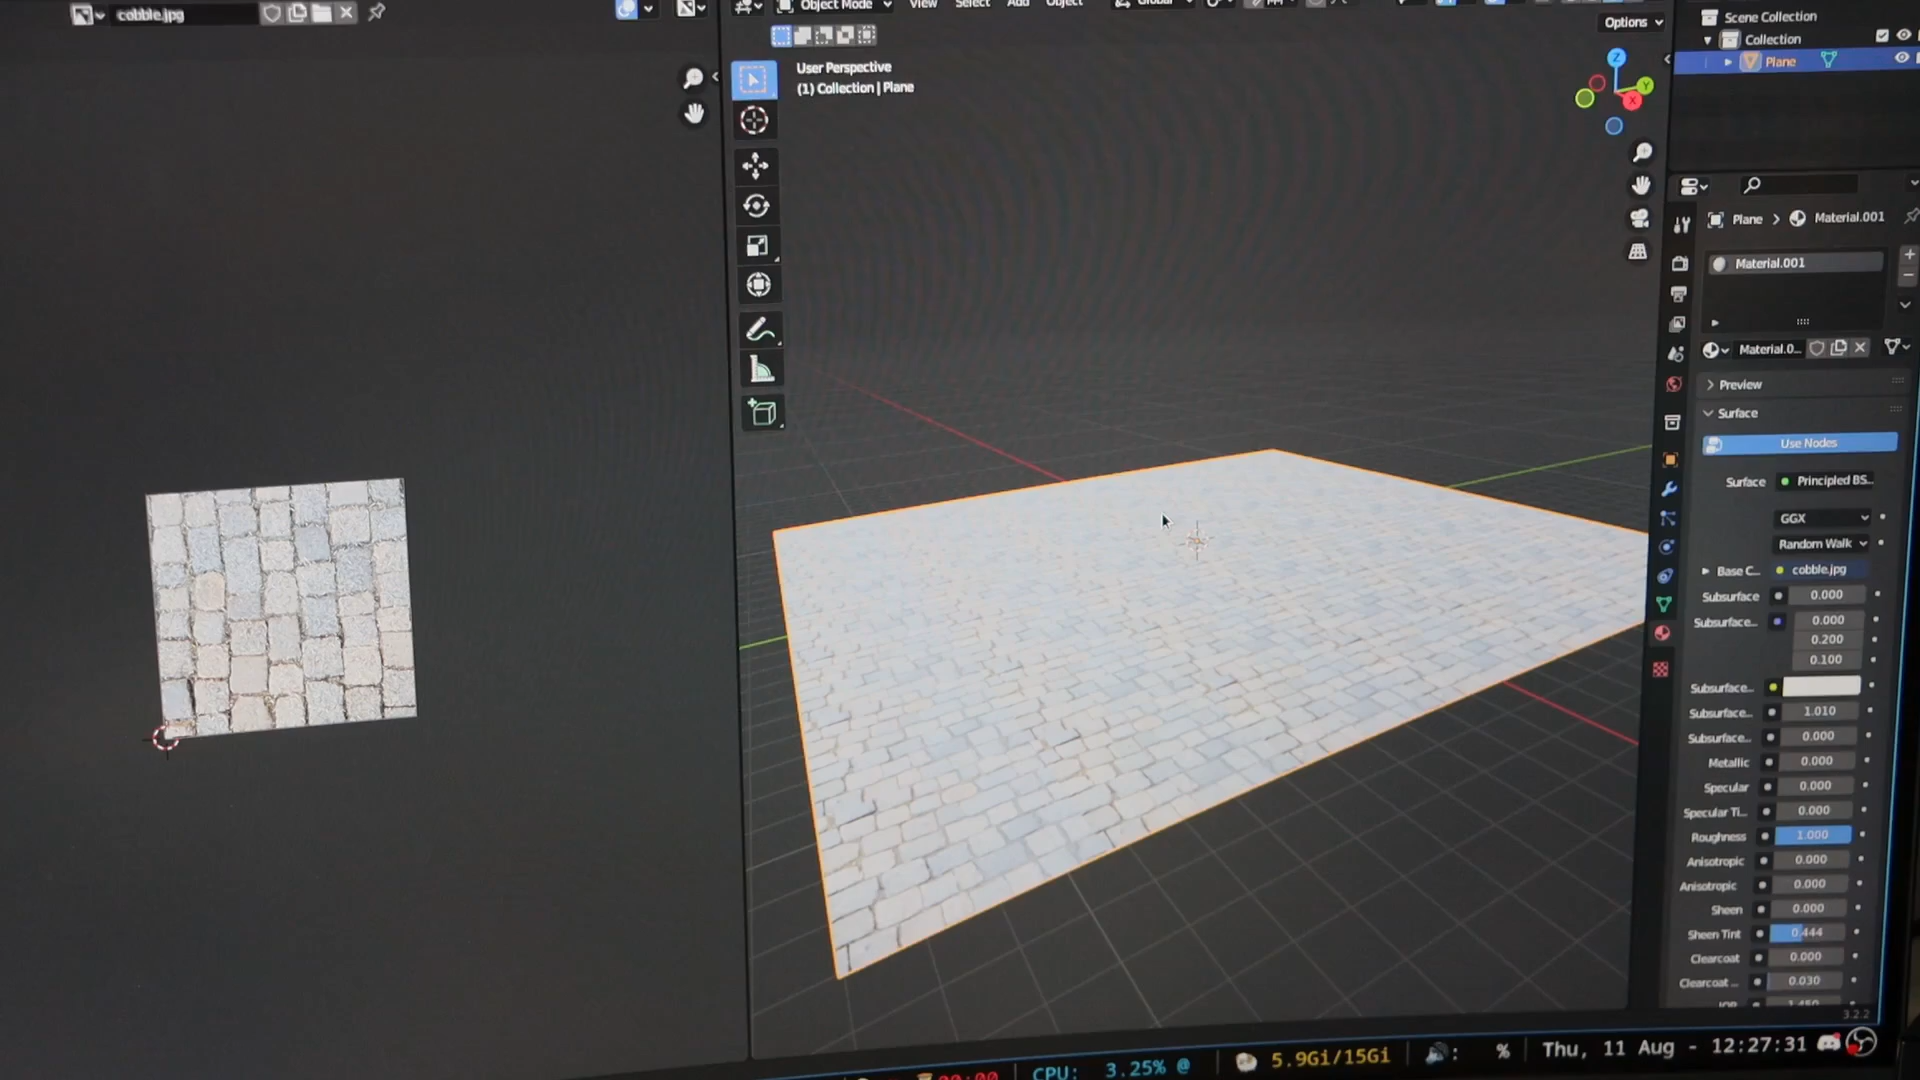 cobble.jpg
Object Mode
View
Select
Add
Object
Global
Options
User Perspective
(1) Collection | Plane
Scene Collection
Collection
Plane
Plane > Material.001
Material.001
Material.0...
Preview
Surface
Use Nodes
Surface Principled BS...
GGX
Random Walk
Base C... cobble.jpg
Subsurface 0.000
Subsurface... 0.000
0.200
0.100
Subsurface...
Subsurface... 1.010
Subsurface... 0.000
Metallic 0.000
Specular 0.000
Specular Ti... 0.000
Roughness 1.000
Anisotropic 0.000
Anisotropic 0.000
Sheen 0.000
Sheen Tint 0.444
Clearcoat 0.000
Clearcoat ... 0.030
IOR 1.450
3.2.2
CPU: 3.25% @
5.9Gi/15Gi
: %
Thu, 11 Aug - 12:27:31